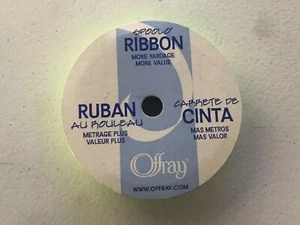 SPOOLO'
RIBBON
MORE YARDAGE
MORE VALUE
RUBAN
AU ROULEAU
METRAGE PLUS
VALEUR PLUS
CARRETE DE
CINTA
MAS METROS
MAS VALOR
Offray
WWW.OFFRAY.COM